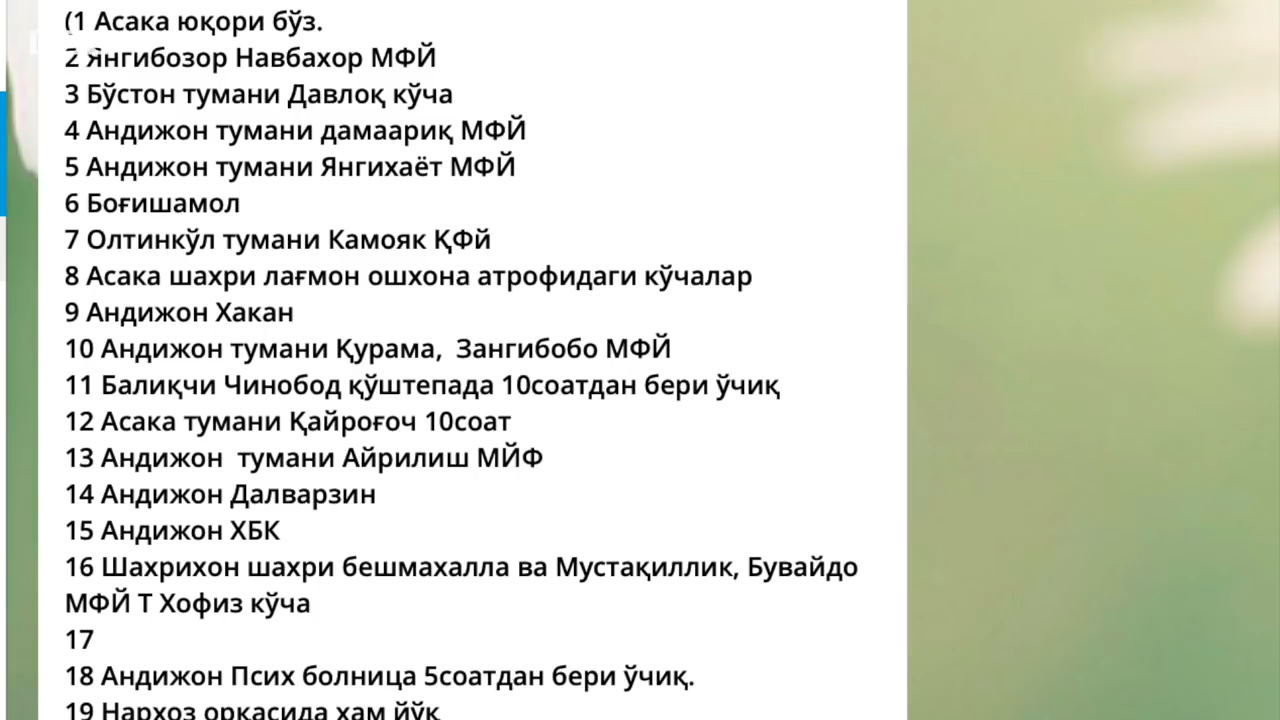 (1 Асака юқори бўз.
2 Янгибозор Навбахор МФЙ
3 Бўстон тумани Давлоқ кўча
4 Андижон тумани дамаариқ МФЙ
5 Андижон тумани Янгихаёт МФЙ
6 Боғишамол
7 Олтинкўл тумани Камояк ҚФй
8 Асака шахри лағмон ошхона атрофидаги кўчалар
9 Андижон Хакан
10 Андижон тумани Қурама,  Зангибобо МФЙ
11 Балиқчи Чинобод қўштепада 10соатдан бери ўчиқ
12 Асака тумани Қайроғоч 10соат
13 Андижон  тумани Айрилиш МЙФ
14 Андижон Далварзин
15 Андижон ХБК
16 Шахрихон шахри бешмахалла ва Мустақиллик, Бувайдо
МФЙ Т Хофиз кўча
17
18 Андижон Псих болница 5соатдан бери ўчиқ.
19 Нархоз орқасида хам йўқ